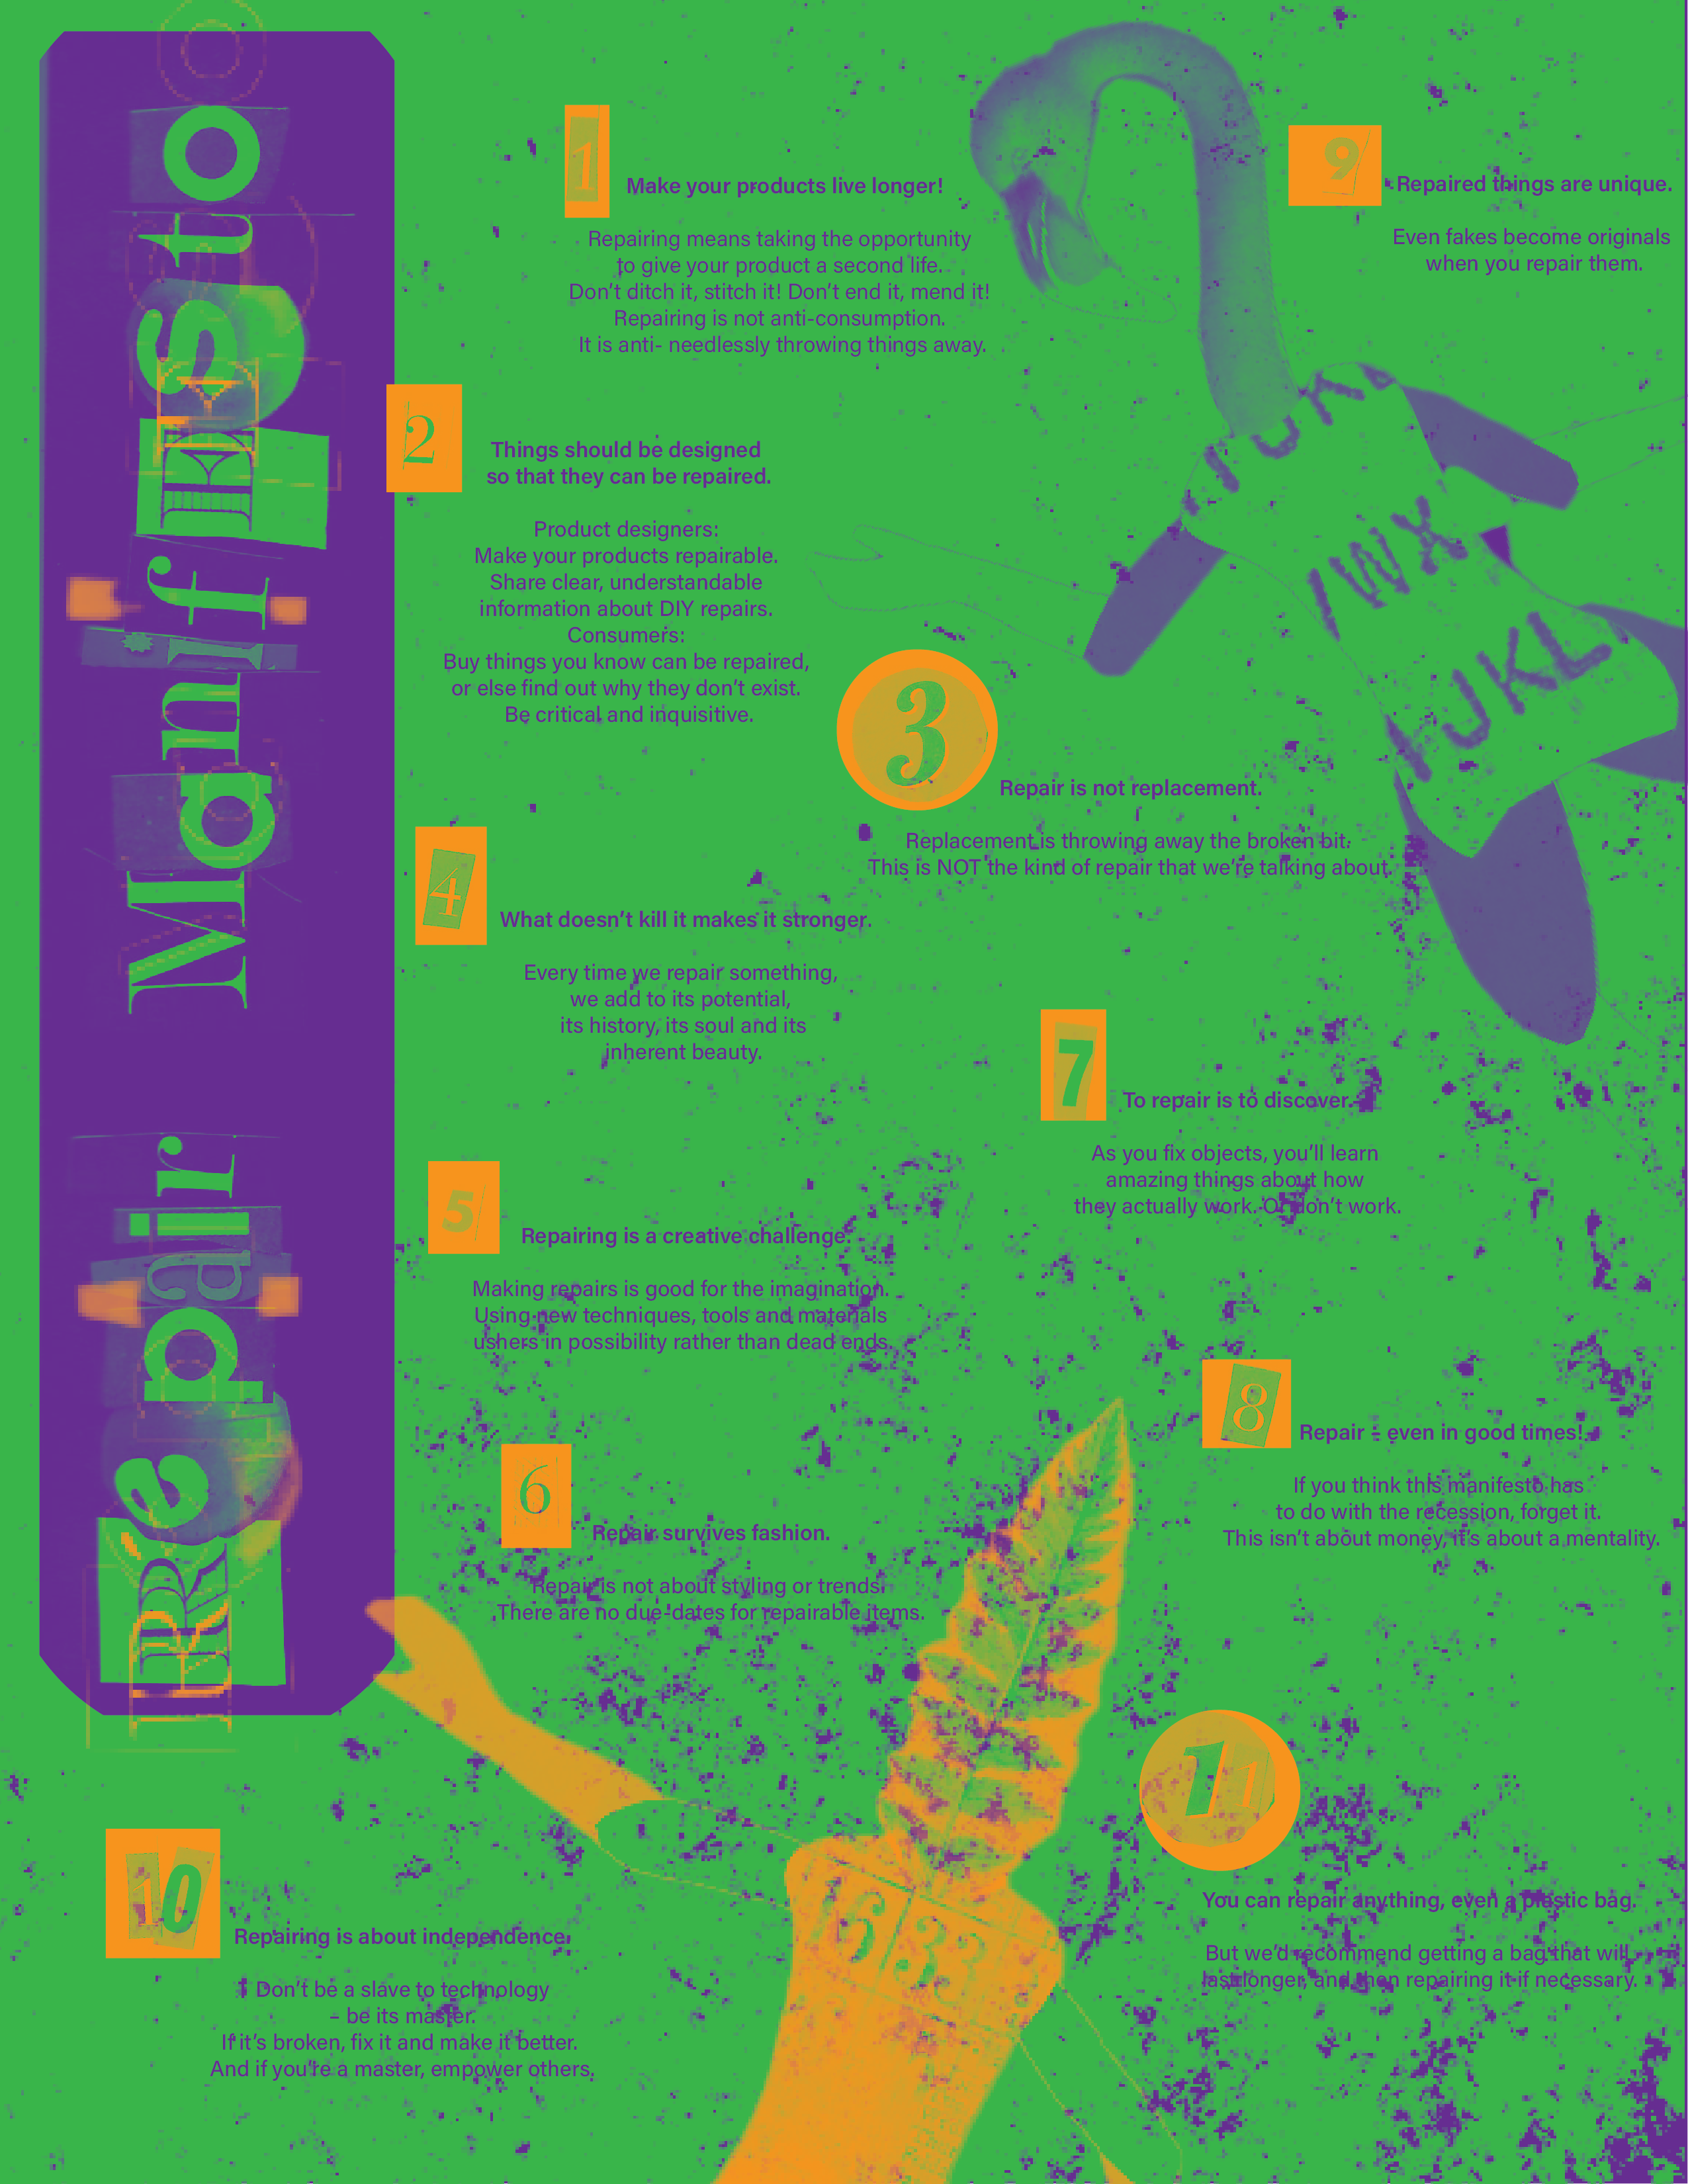 Repair ManifESto
1
Make your products live longer!
Repairing means taking the opportunity
to give your product a second life.
Don't ditch it, stitch it! Don't end it, mend it!
Repairing is not anti-consumption.
It is anti- needlessly throwing things away.
2
Things should be designed
so that they can be repaired.
Product designers:
Make your products repairable.
Share clear, understandable
information about DIY repairs.
Consumers:
Buy things you know can be repaired,
or else find out why they don't exist.
Be critical and inquisitive.
3
Repair is not replacement.
Replacement is throwing away the broken bit.
This is NOT the kind of repair that we're talking about.
4
What doesn't kill it makes it stronger.
Every time we repair something,
we add to its potential,
its history, its soul and its
inherent beauty.
5
Repairing is a creative challenge.
Making repairs is good for the imagination.
Using new techniques, tools and materials
ushers in possibility rather than dead ends.
6
Repair survives fashion.
Repair is not about styling or trends.
There are no due-dates for repairable items.
7
To repair is to discover.
As you fix objects, you'll learn
amazing things about how
they actually work. Or don't work.
8
Repair – even in good times!
If you think this manifesto has
to do with the recession, forget it.
This isn't about money, it's about a mentality.
9
Repaired things are unique.
Even fakes become originals
when you repair them.
10
Repairing is about independence.
Don't be a slave to technology
– be its master.
If it's broken, fix it and make it better.
And if you're a master, empower others.
11
You can repair anything, even a plastic bag.
But we'd recommend getting a bag that will
last longer, and then repairing it if necessary.
IWX
JKL
33